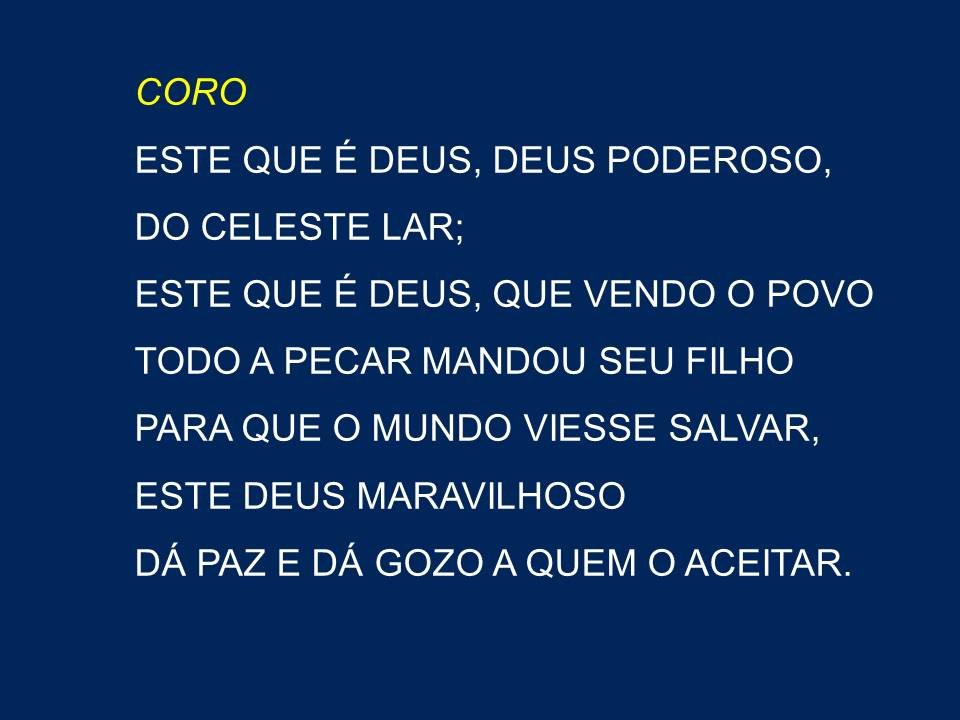 CORO
ESTE QUE É DEUS, DEUS PODEROSO,
DO CELESTE LAR;
ESTE QUE É DEUS, QUE VENDO O POVO
TODO A PECAR MANDOU SEU FILHO
PARA QUE O MUNDO VIESSE SALVAR,
ESTE DEUS MARAVILHOSO
DÁ PAZ E DÁ GOZO A QUEM O ACEITAR.